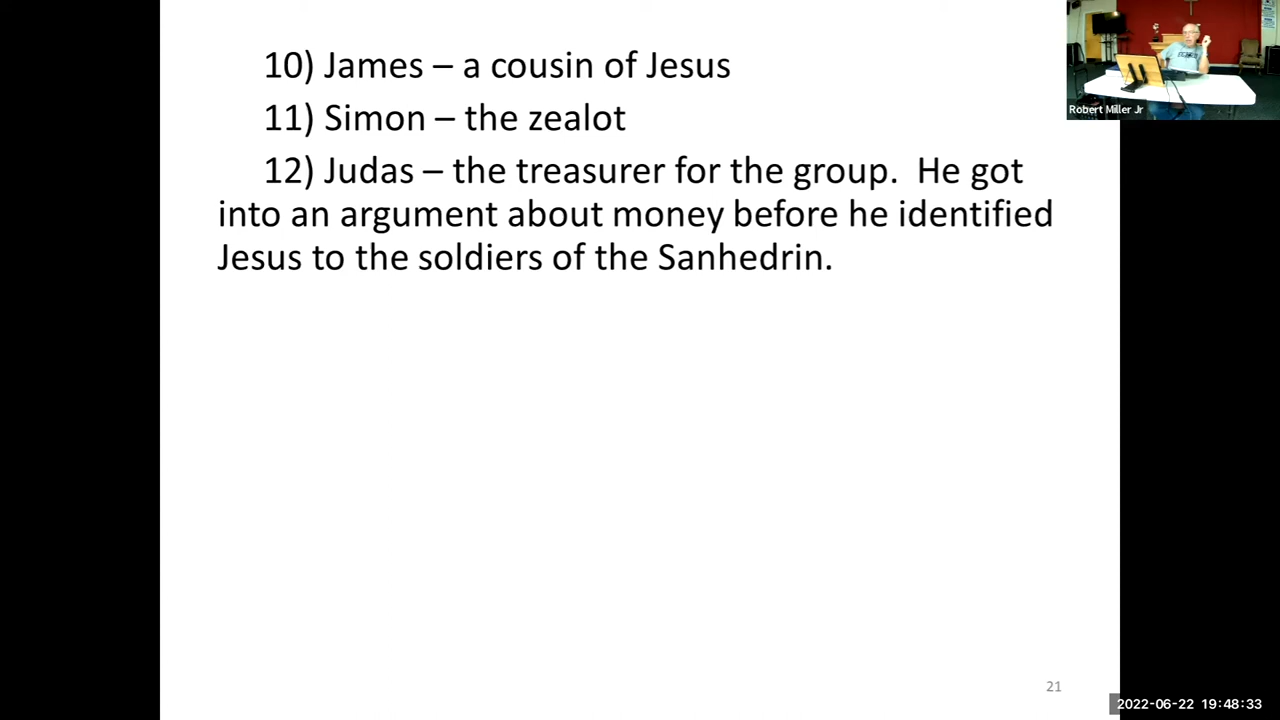 10) James – a cousin of Jesus
11) Simon – the zealot
12) Judas – the treasurer for the group.  He got
into an argument about money before he identified
Jesus to the soldiers of the Sanhedrin.
Robert Miller Jr
21
2022-06-22 19:48:33